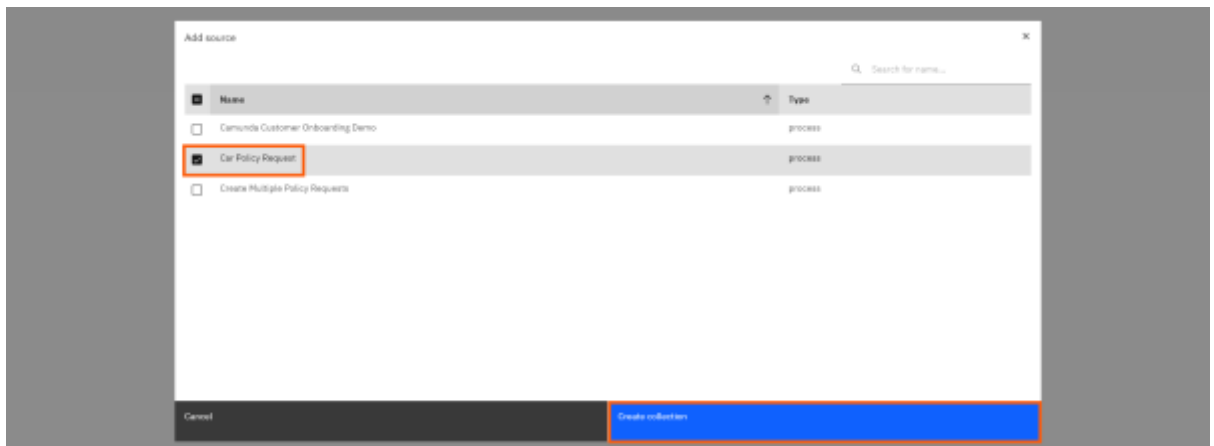 Add source
Search for name...
Name Type
Camunda Customer Onboarding Demo process
Car Policy Request process
Create Multiple Policy Requests process
Cancel Create collection